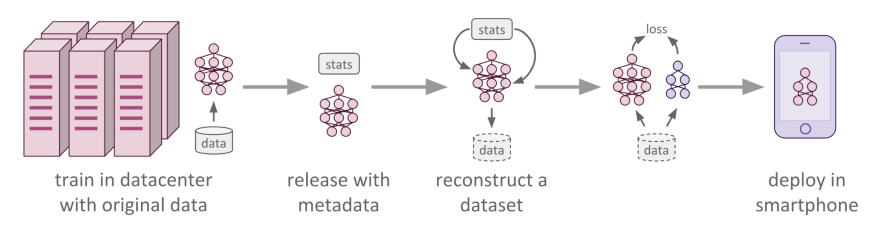 data
train in datacenter
with original data
stats
release with
metadata
stats
data
reconstruct a
dataset
loss
data
deploy in
smartphone